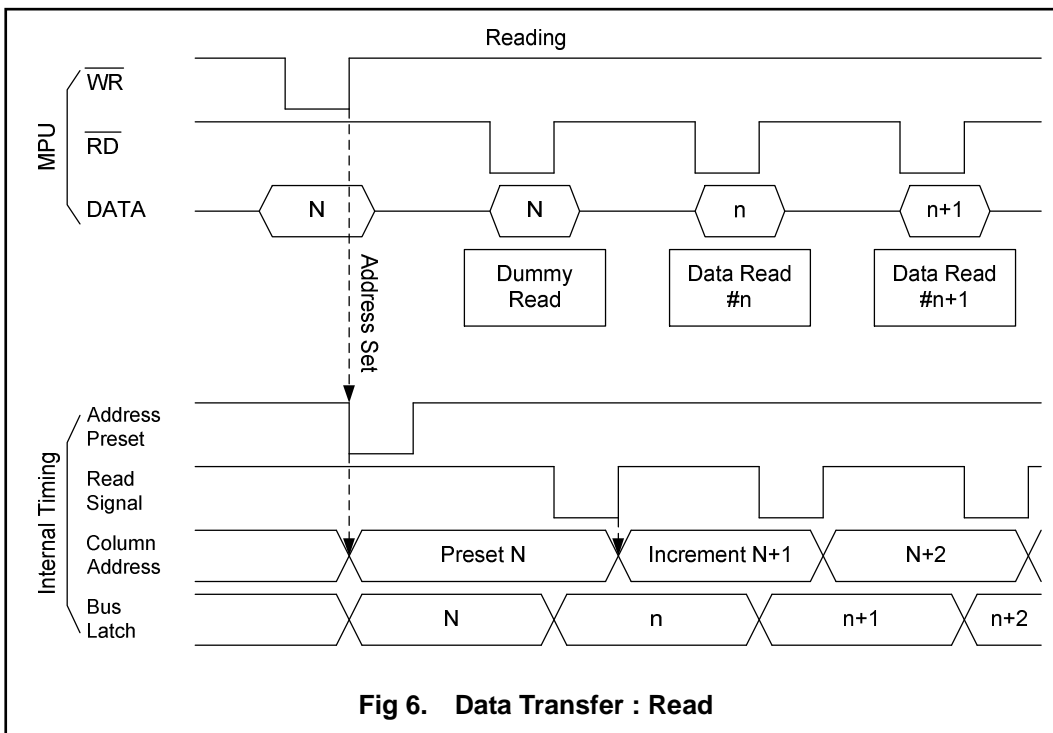 Reading
MPU
WR
RD
DATA
N
N
n
n+1
Address Set
Dummy
Read
Data Read
#n
Data Read
#n+1
Internal Timing
Address
Preset
Read
Signal
Column
Address
Preset N
Increment N+1
N+2
Bus
Latch
N
n
n+1
n+2
Fig 6. Data Transfer : Read